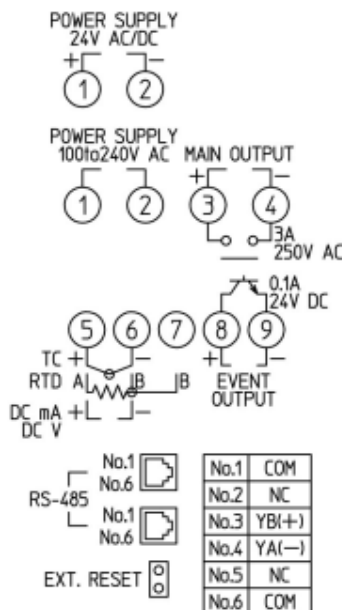 POWER SUPPLY
24V AC/DC
+ −
1 2
POWER SUPPLY
100to240V AC
MAIN OUTPUT
+ −
1 2 3 4
3A
250V AC
0.1A
24V DC
5 6 7 8 9
TC + − + −
RTD A B B
EVENT
OUTPUT
DC mA + −
DC V
RS-485
No.1
No.6
No.1
No.6
EXT. RESET
No.1 COM
No.2 NC
No.3 YB(+)
No.4 YA(—)
No.5 NC
No.6 COM